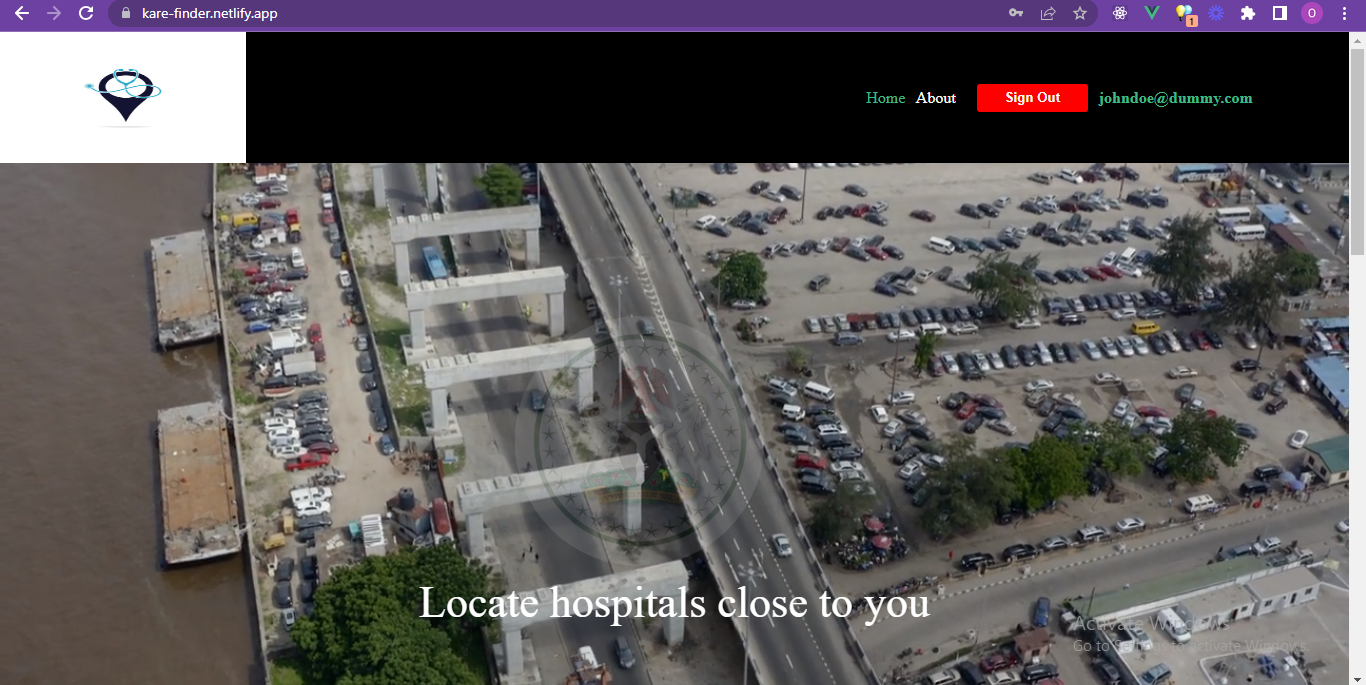 kare-finder.netlify.app
1
O
Home About Sign Out johndoe@dummy.com
Locate hospitals close to you
Activate Windows
Go to Settings to activate Windows.